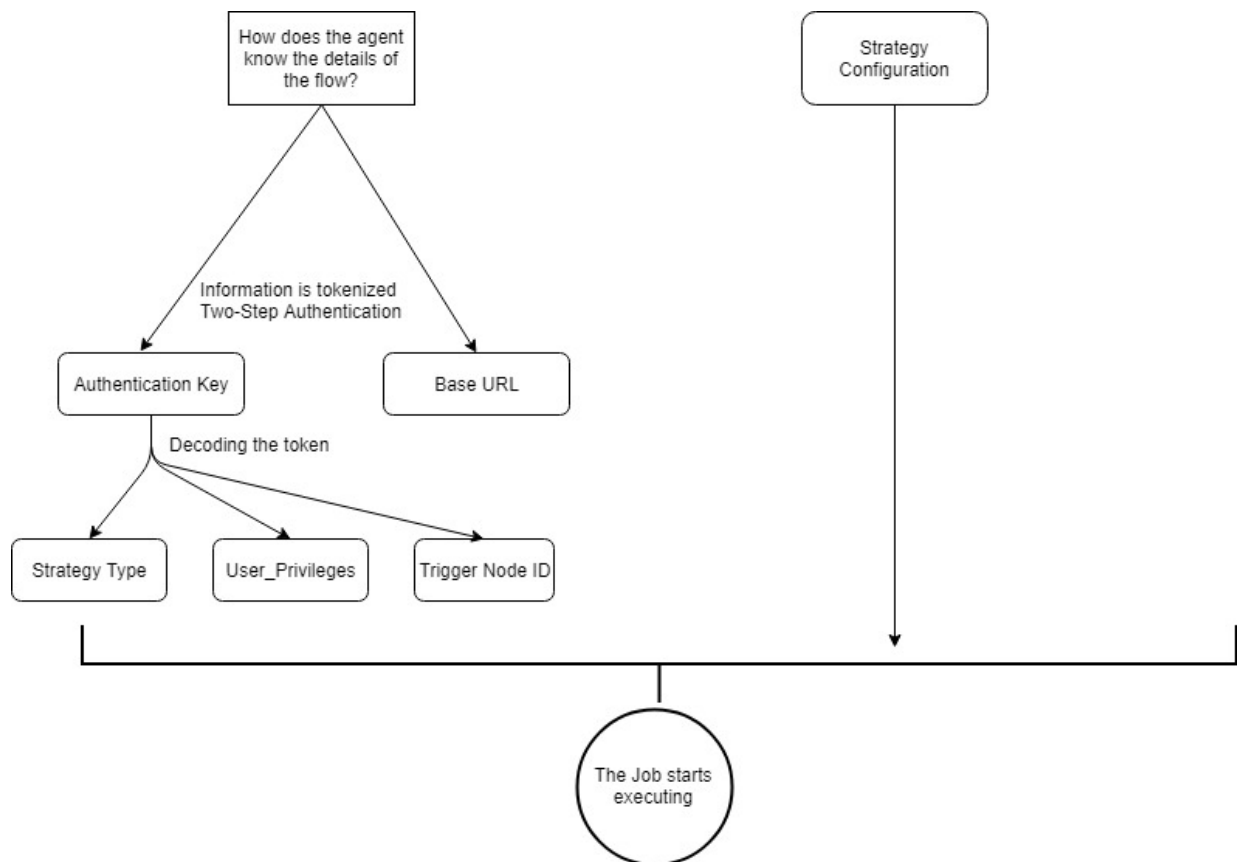 How does the agent
know the details of
the flow?
Strategy
Configuration
Information is tokenized
Two-Step Authentication
Authentication Key
Base URL
Decoding the token
Strategy Type
User_Privileges
Trigger Node ID
The Job starts
executing